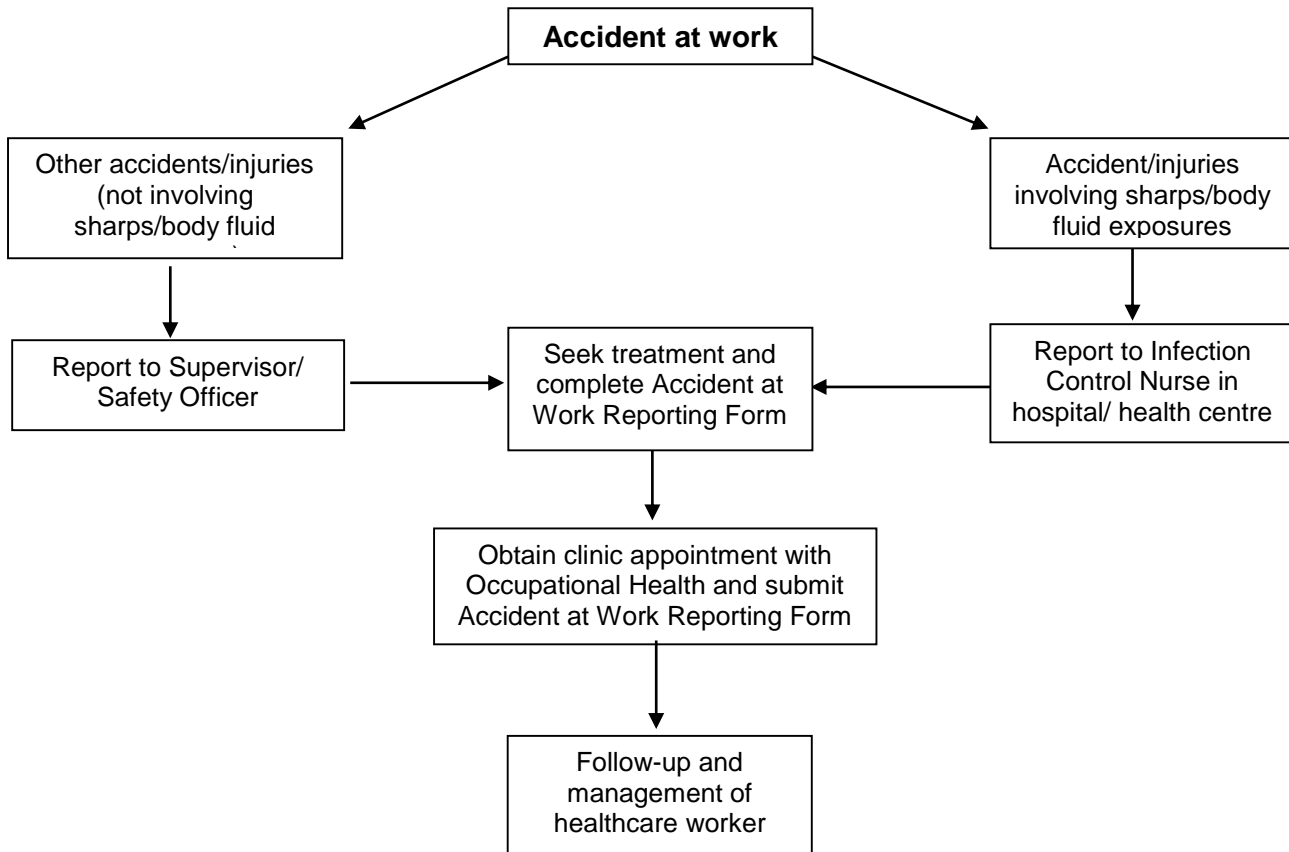 Accident at work
Other accidents/injuries
(not involving
sharps/body fluid
Accident/injuries
involving sharps/body
fluid exposures
Report to Supervisor/
Safety Officer
Seek treatment and
complete Accident at
Work Reporting Form
Report to Infection
Control Nurse in
hospital/ health centre
Obtain clinic appointment with
Occupational Health and submit
Accident at Work Reporting Form
Follow-up and
management of
healthcare worker